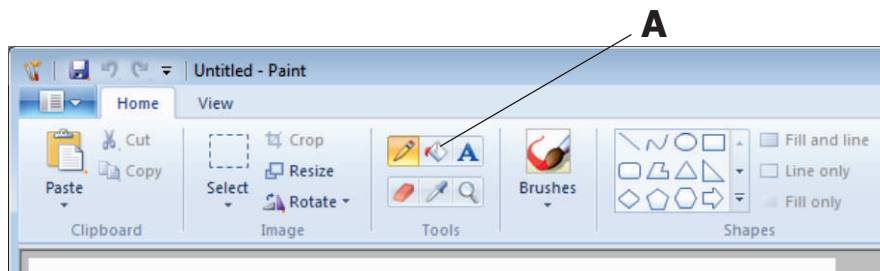 A
Untitled - Paint
Home View
Cut Crop A Fill and line
Copy Resize Line only
Paste Select Rotate Brushes Fill only
Clipboard Image Tools Shapes